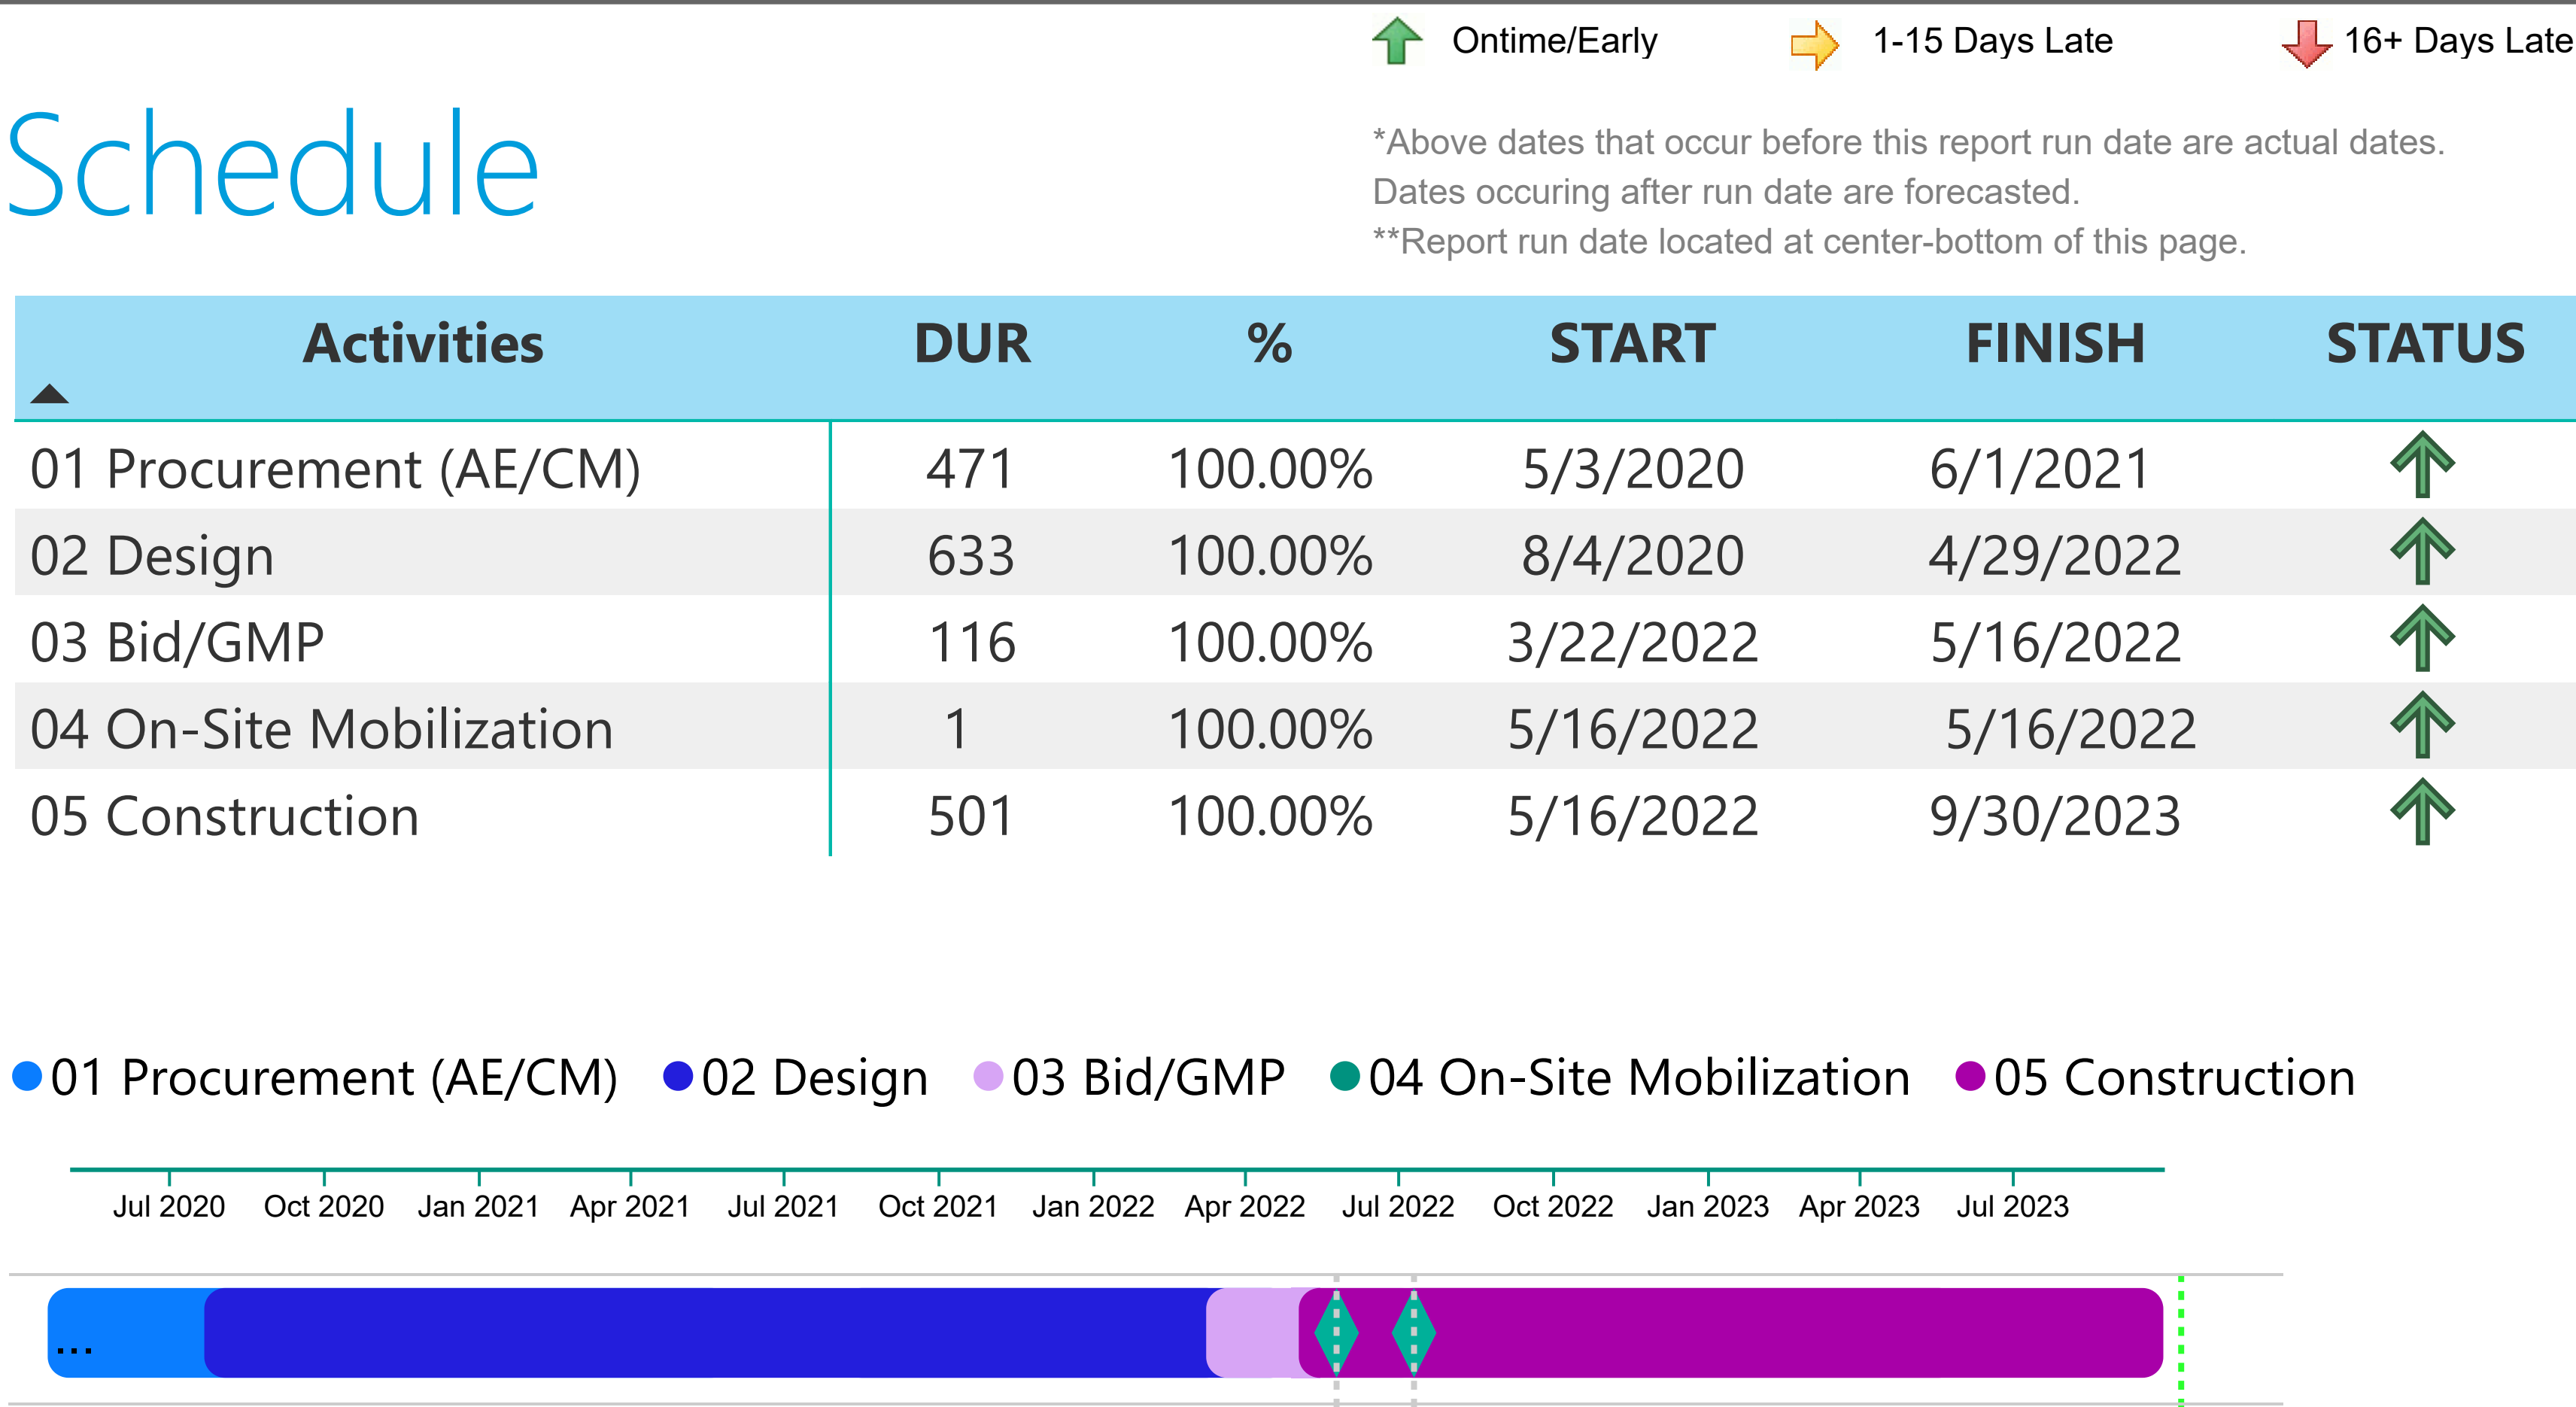 Ontime/Early 1-15 Days Late 16+ Days Late
Schedule
*Above dates that occur before this report run date are actual dates.
Dates occuring after run date are forecasted.
**Report run date located at center-bottom of this page.
Activities DUR % START FINISH STATUS
01 Procurement (AE/CM) 471 100.00% 5/3/2020 6/1/2021
02 Design 633 100.00% 8/4/2020 4/29/2022
03 Bid/GMP 116 100.00% 3/22/2022 5/16/2022
04 On-Site Mobilization 1 100.00% 5/16/2022 5/16/2022
05 Construction 501 100.00% 5/16/2022 9/30/2023
01 Procurement (AE/CM) 02 Design 03 Bid/GMP 04 On-Site Mobilization 05 Construction
Jul 2020 Oct 2020 Jan 2021 Apr 2021 Jul 2021 Oct 2021 Jan 2022 Apr 2022 Jul 2022 Oct 2022 Jan 2023 Apr 2023 Jul 2023
...